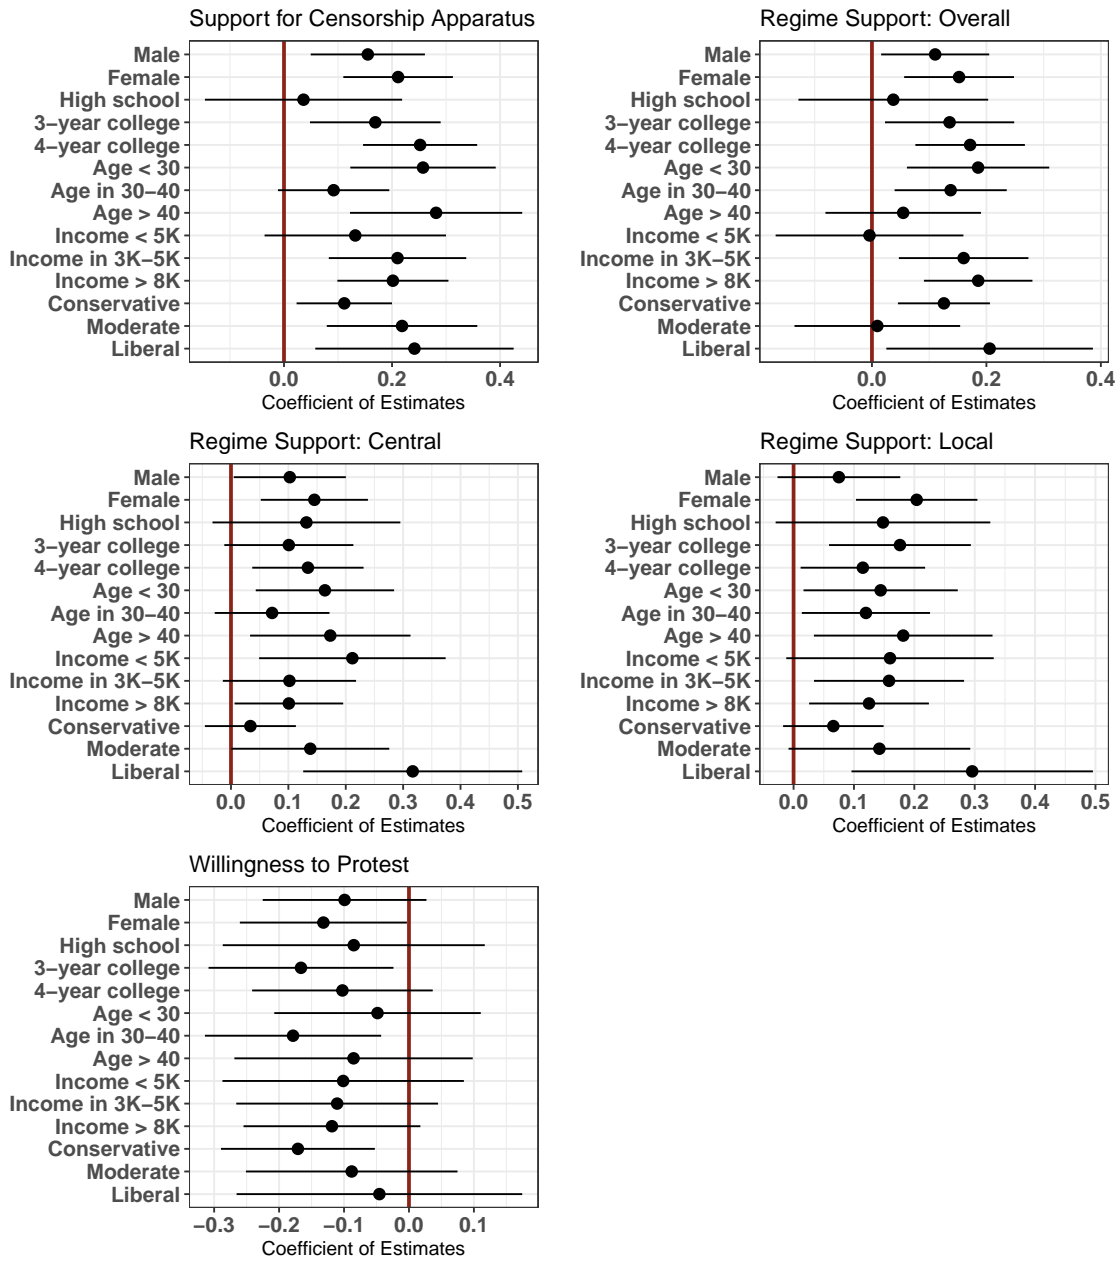 Support for Censorship Apparatus
Male
Female
High school
3−year college
4−year college
Age < 30
Age in 30−40
Age > 40
Income < 5K
Income in 3K−5K
Income > 8K
Conservative
Moderate
Liberal
0.0 0.2 0.4
Coefficient of Estimates
Regime Support: Overall
Male
Female
High school
3−year college
4−year college
Age < 30
Age in 30−40
Age > 40
Income < 5K
Income in 3K−5K
Income > 8K
Conservative
Moderate
Liberal
0.0 0.2 0.4
Coefficient of Estimates
Regime Support: Central
Male
Female
High school
3−year college
4−year college
Age < 30
Age in 30−40
Age > 40
Income < 5K
Income in 3K−5K
Income > 8K
Conservative
Moderate
Liberal
0.0 0.1 0.2 0.3 0.4 0.5
Coefficient of Estimates
Regime Support: Local
Male
Female
High school
3−year college
4−year college
Age < 30
Age in 30−40
Age > 40
Income < 5K
Income in 3K−5K
Income > 8K
Conservative
Moderate
Liberal
0.0 0.1 0.2 0.3 0.4 0.5
Coefficient of Estimates
Willingness to Protest
Male
Female
High school
3−year college
4−year college
Age < 30
Age in 30−40
Age > 40
Income < 5K
Income in 3K−5K
Income > 8K
Conservative
Moderate
Liberal
−0.3 −0.2 −0.1 0.0 0.1
Coefficient of Estimates